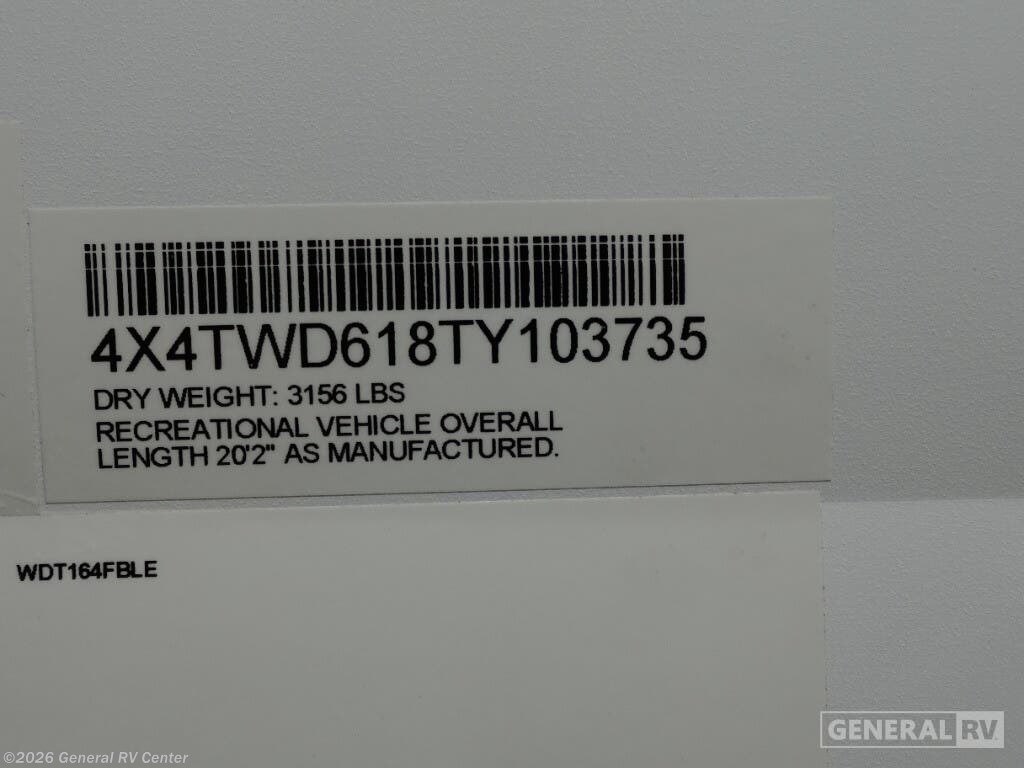 4X4TWD618TY103735
DRY WEIGHT: 3156 LBS
RECREATIONAL VEHICLE OVERALL
LENGTH 20'2" AS MANUFACTURED.
WDT164FBLE
GENERAL RV
©2026 General RV Center